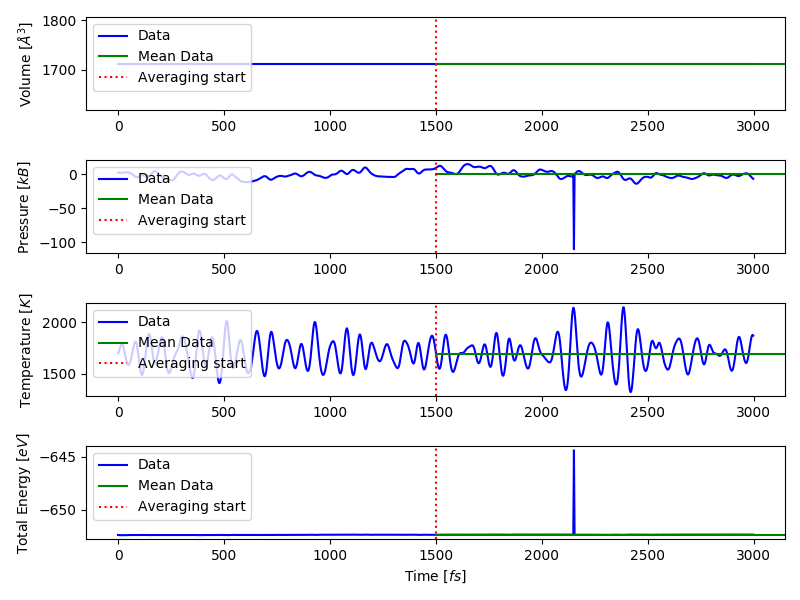 1800
1700
Volume [Å³]
Data
Mean Data
Averaging start
0 500 1000 1500 2000 2500 3000
0
−50
−100
Pressure [kB]
Data
Mean Data
Averaging start
0 500 1000 1500 2000 2500 3000
2000
1500
Temperature [K]
Data
Mean Data
Averaging start
0 500 1000 1500 2000 2500 3000
−645
−650
Total Energy [eV]
Data
Mean Data
Averaging start
0 500 1000 1500 2000 2500 3000
Time [fs]